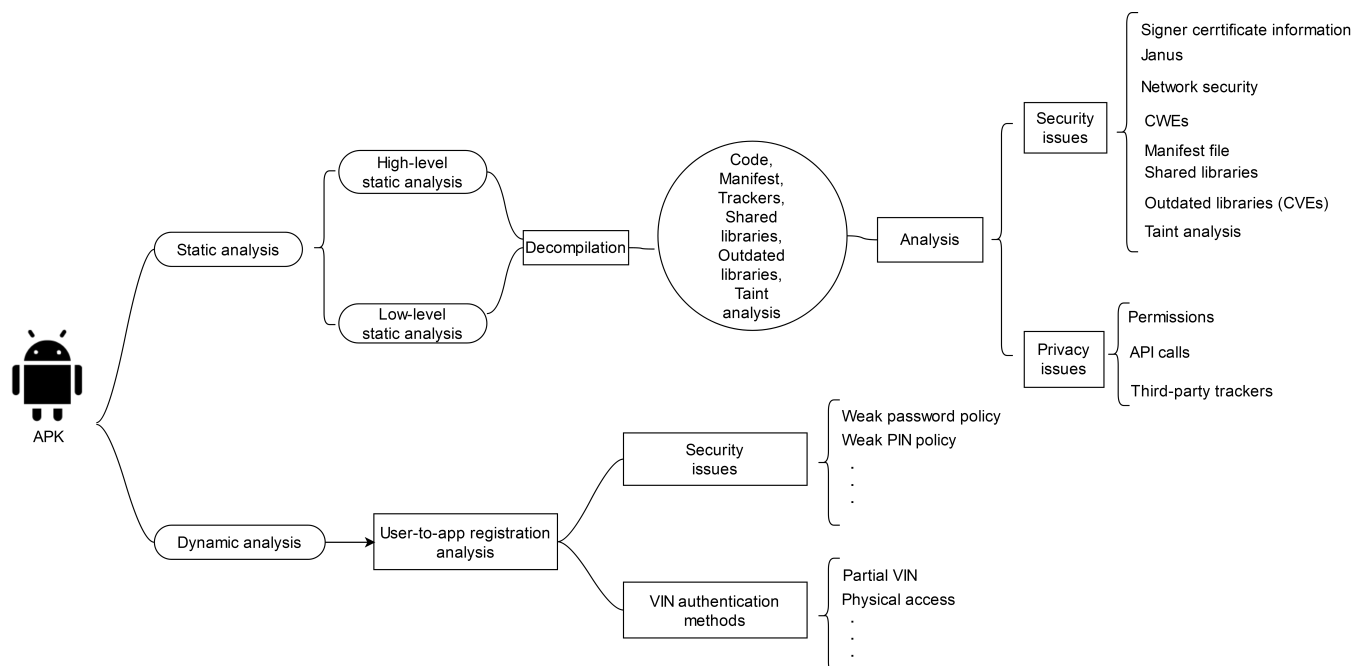 APK
Static analysis
High-level
static analysis
Low-level
static analysis
Decompilation
Code,
Manifest,
Trackers,
Shared
libraries,
Outdated
libraries,
Taint
analysis
Analysis
Security
issues
Signer cerrtificate information
Janus
Network security
CWEs
Manifest file
Shared libraries
Outdated libraries (CVEs)
Taint analysis
Privacy
issues
Permissions
API calls
Third-party trackers
Dynamic analysis
User-to-app registration
analysis
Security
issues
Weak password policy
Weak PIN policy
.
.
.
VIN authentication
methods
Partial VIN
Physical access
.
.
.